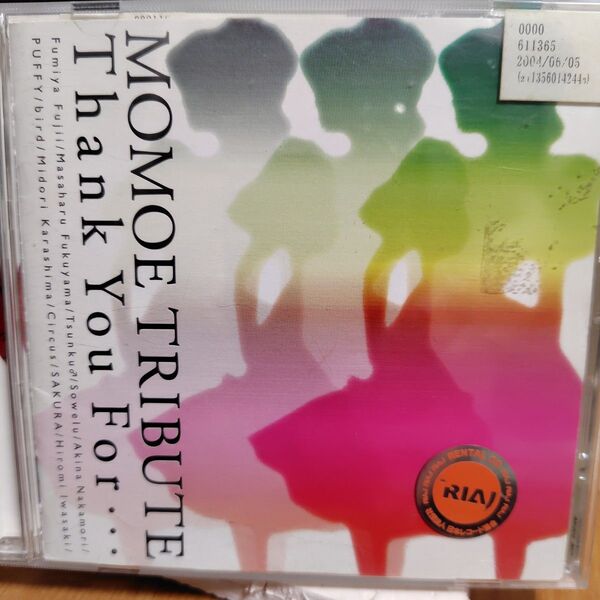 MOMOE TRIBUTE
Thank You For...
Fumiya Fujii/Masaharu Fukuyama/Tsunku♂/Sowelu/Akina Nakamori/
PUFFY/bird/Midori Karashima/Circus/SAKURA/Hiromi Iwasaki/
0000
611365
2004/06/05
RIAJ
RENTAL